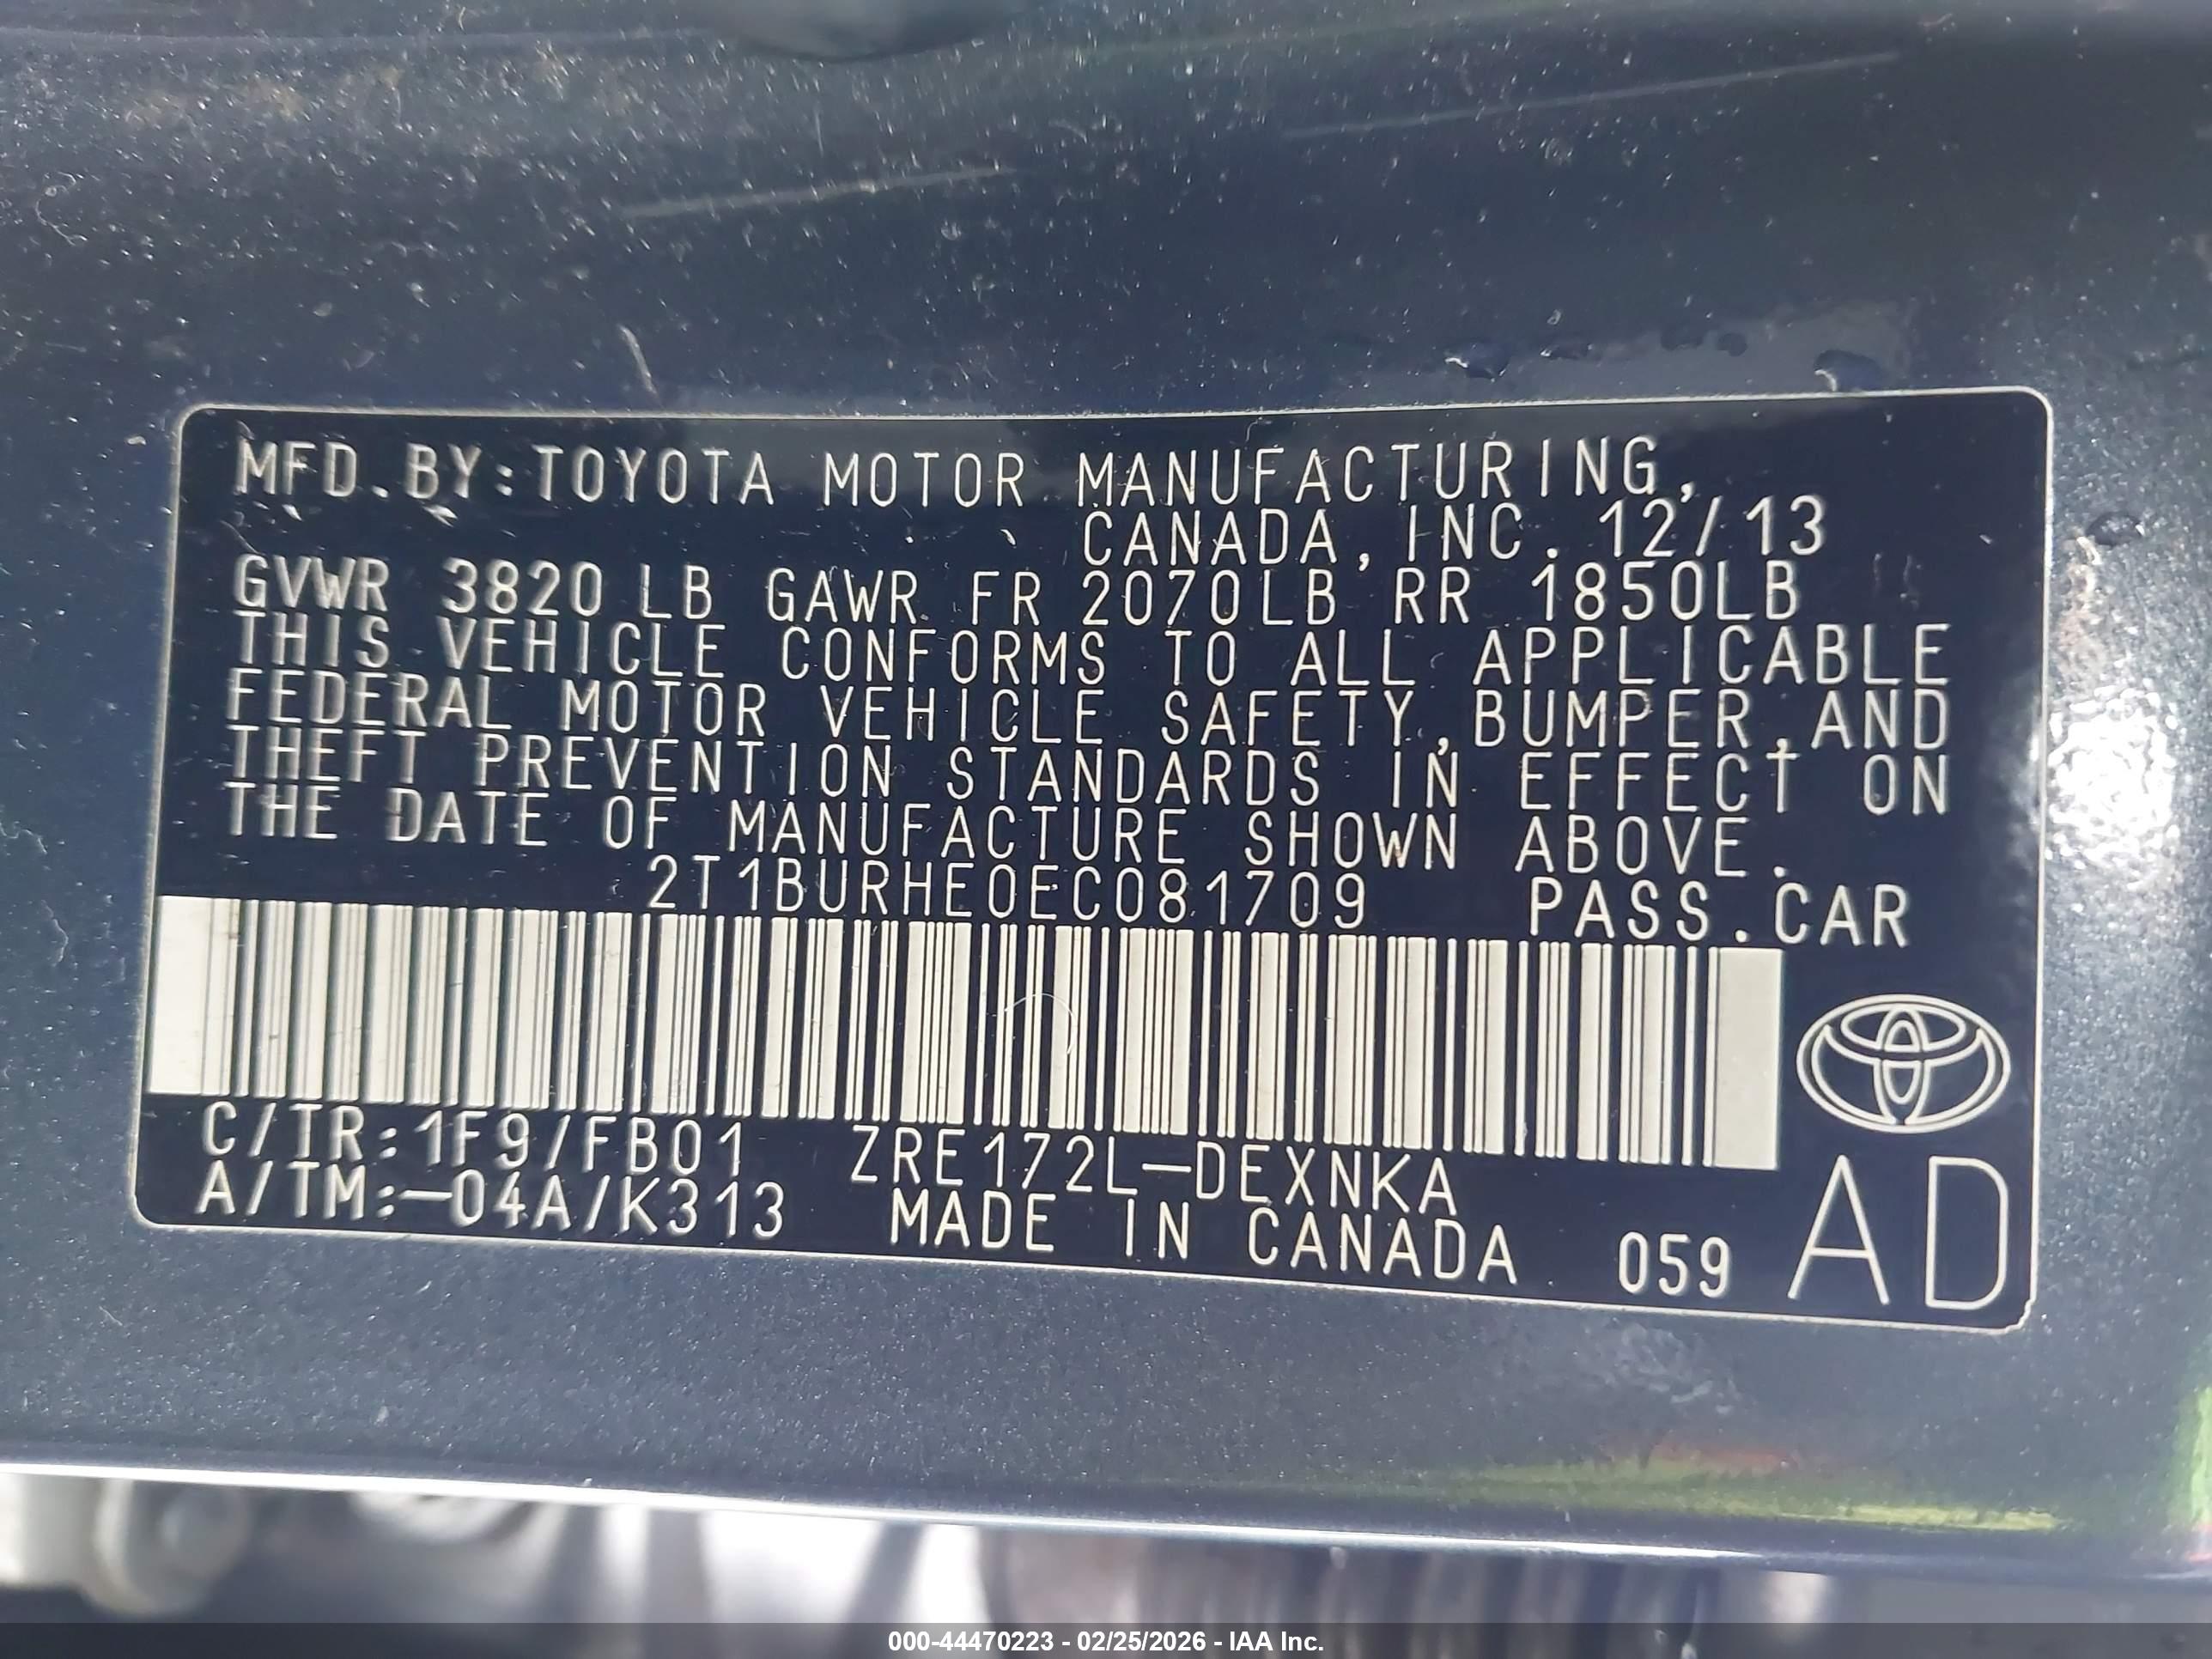 MFD.BY:TOYOTA MOTOR MANUFACTURING,
CANADA,INC. 12/13
GVWR 3820LB GAWR FR 2070LB RR 1850LB
THIS VEHICLE CONFORMS TO ALL APPLICABLE
FEDERAL MOTOR VEHICLE SAFETY,BUMPER,AND
THEFT PREVENTION STANDARDS IN EFFECT ON
THE DATE OF MANUFACTURE SHOWN ABOVE.
2T1BURHE0EC081709 PASS.CAR
C/TR:1F9/FB01 ZRE172L-DEXNKA
A/TM:-04A/K313 MADE IN CANADA 059 AD
000-44470223 - 02/25/2026 - IAA Inc.